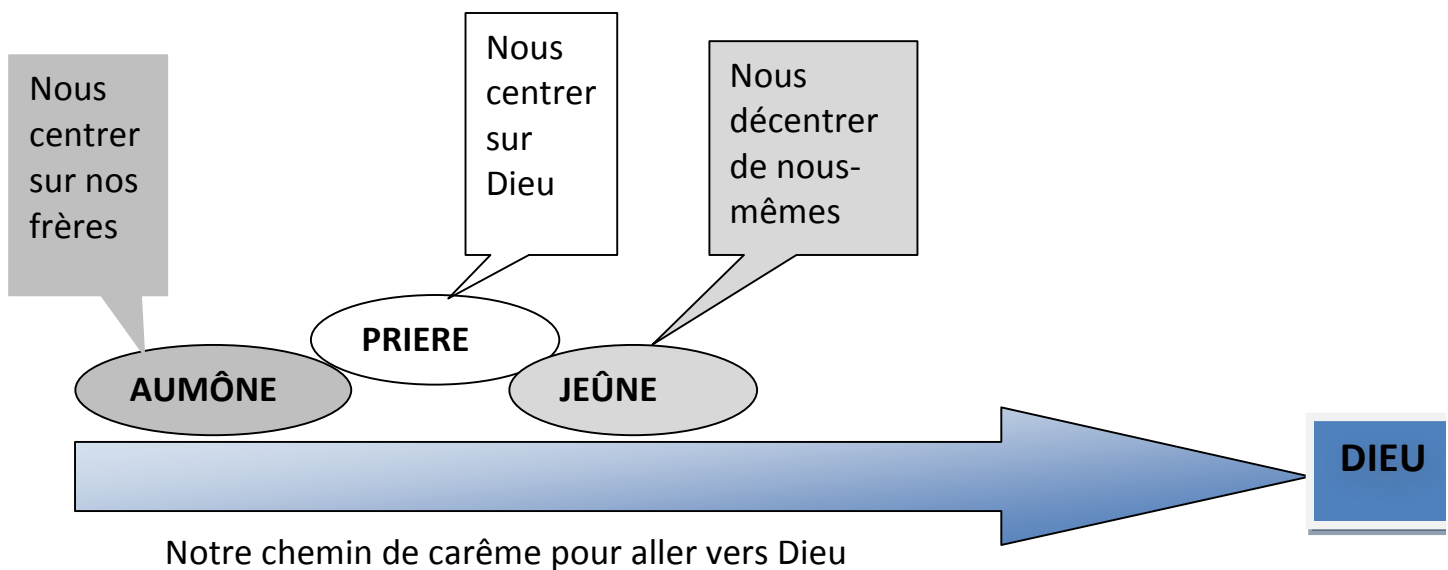 Nous
centrer
sur nos
frères
Nous
centrer
sur
Dieu
Nous
décentrer
de nous-
mêmes
PRIERE
AUMÔNE
JEÛNE
DIEU
Notre chemin de carême pour aller vers Dieu